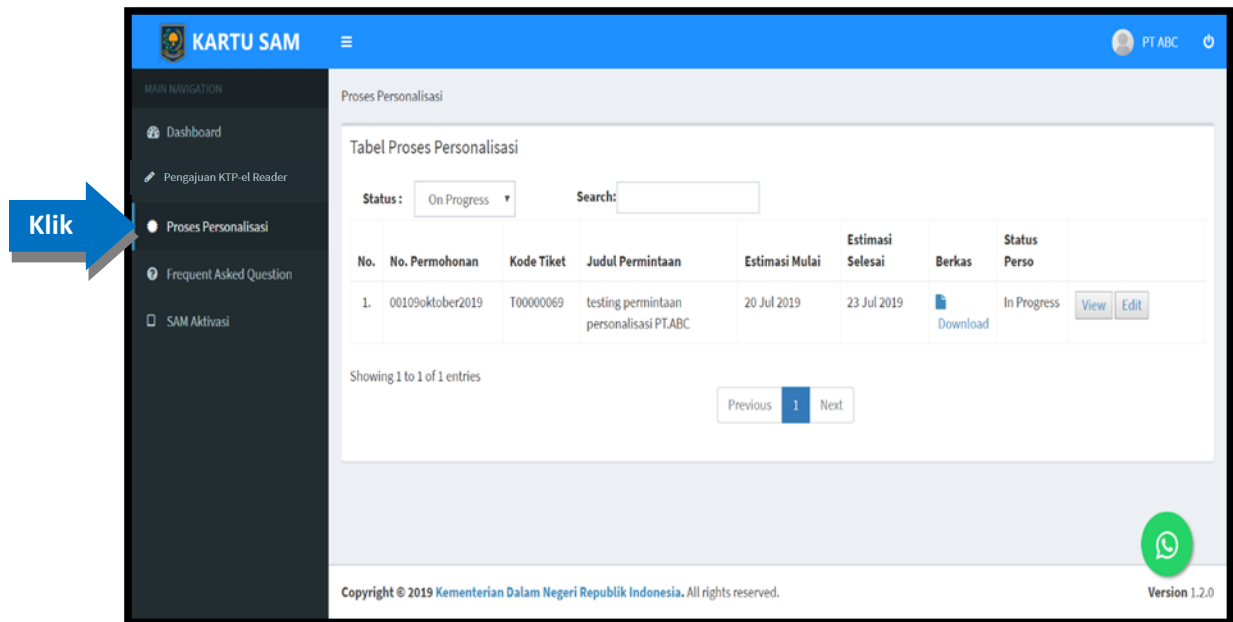 KARTU SAM
PT ABC
MAIN NAVIGATION
Dashboard
Pengajuan KTP-el Reader
Klik
Proses Personalisasi
Frequent Asked Question
SAM Aktivasi
Proses Personalisasi
Tabel Proses Personalisasi
Status : On Progress Search:
No. No. Permohonan Kode Tiket Judul Permintaan Estimasi Mulai Estimasi Selesai Berkas Status Perso
1. 00109oktober2019 T00000069 testing permintaan personalisasi PT.ABC 20 Jul 2019 23 Jul 2019 Download In Progress View Edit
Showing 1 to 1 of 1 entries
Previous 1 Next
Copyright © 2019 Kementerian Dalam Negeri Republik Indonesia. All rights reserved. Version 1.2.0